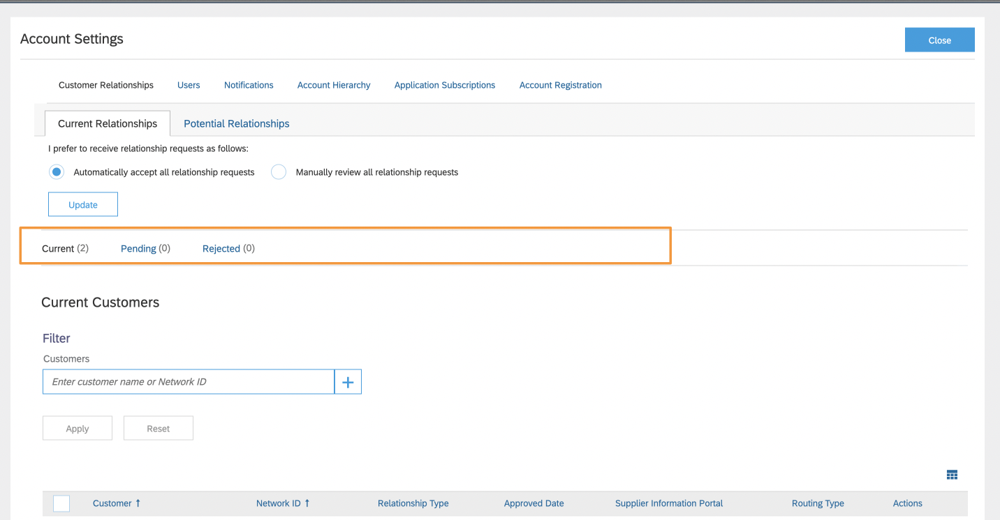 Account Settings
Close
Customer Relationships Users Notifications Account Hierarchy Application Subscriptions Account Registration
Current Relationships Potential Relationships
I prefer to receive relationship requests as follows:
Automatically accept all relationship requests Manually review all relationship requests
Update
Current (2) Pending (0) Rejected (0)
Current Customers
Filter
Customers
Enter customer name or Network ID
Apply Reset
Customer ↑ Network ID ↑ Relationship Type Approved Date Supplier Information Portal Routing Type Actions